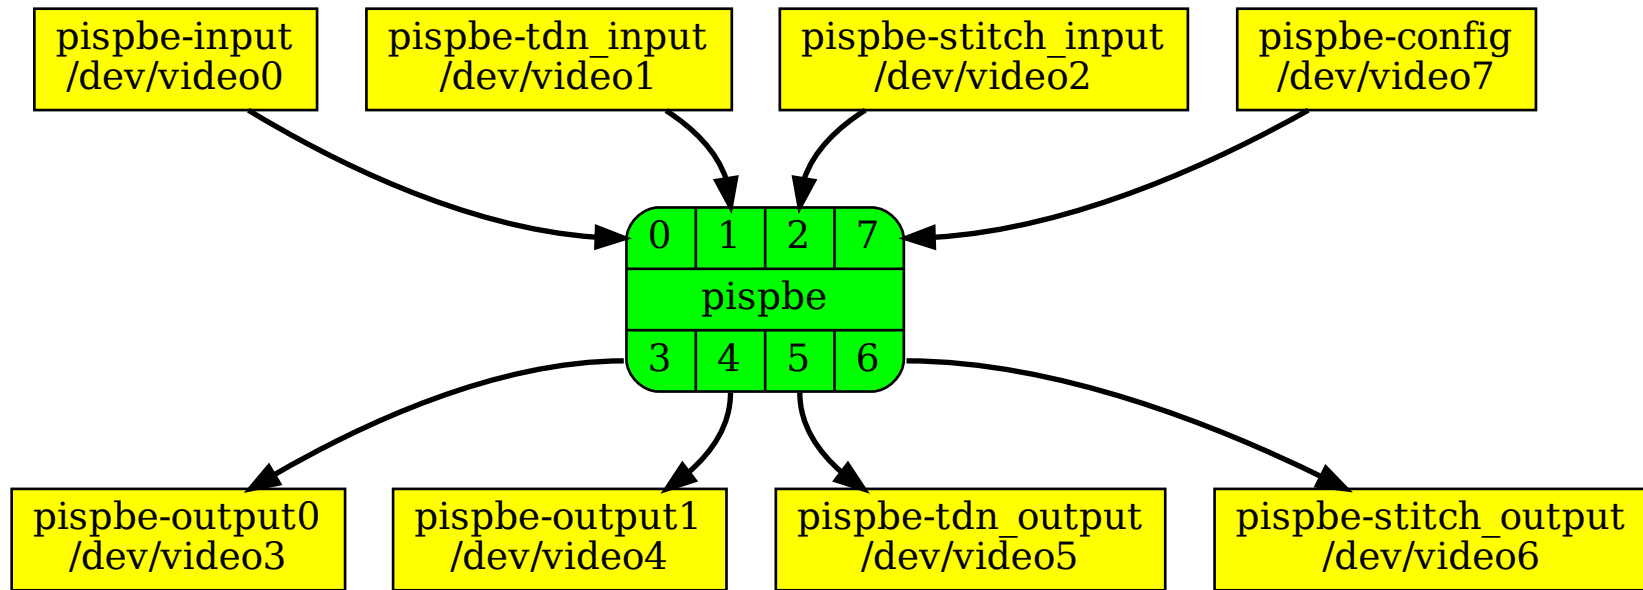 pispbe-input
/dev/video0
pispbe-tdn_input
/dev/video1
pispbe-stitch_input
/dev/video2
pispbe-config
/dev/video7
0 1 2 7
pispbe
3 4 5 6
pispbe-output0
/dev/video3
pispbe-output1
/dev/video4
pispbe-tdn_output
/dev/video5
pispbe-stitch_output
/dev/video6